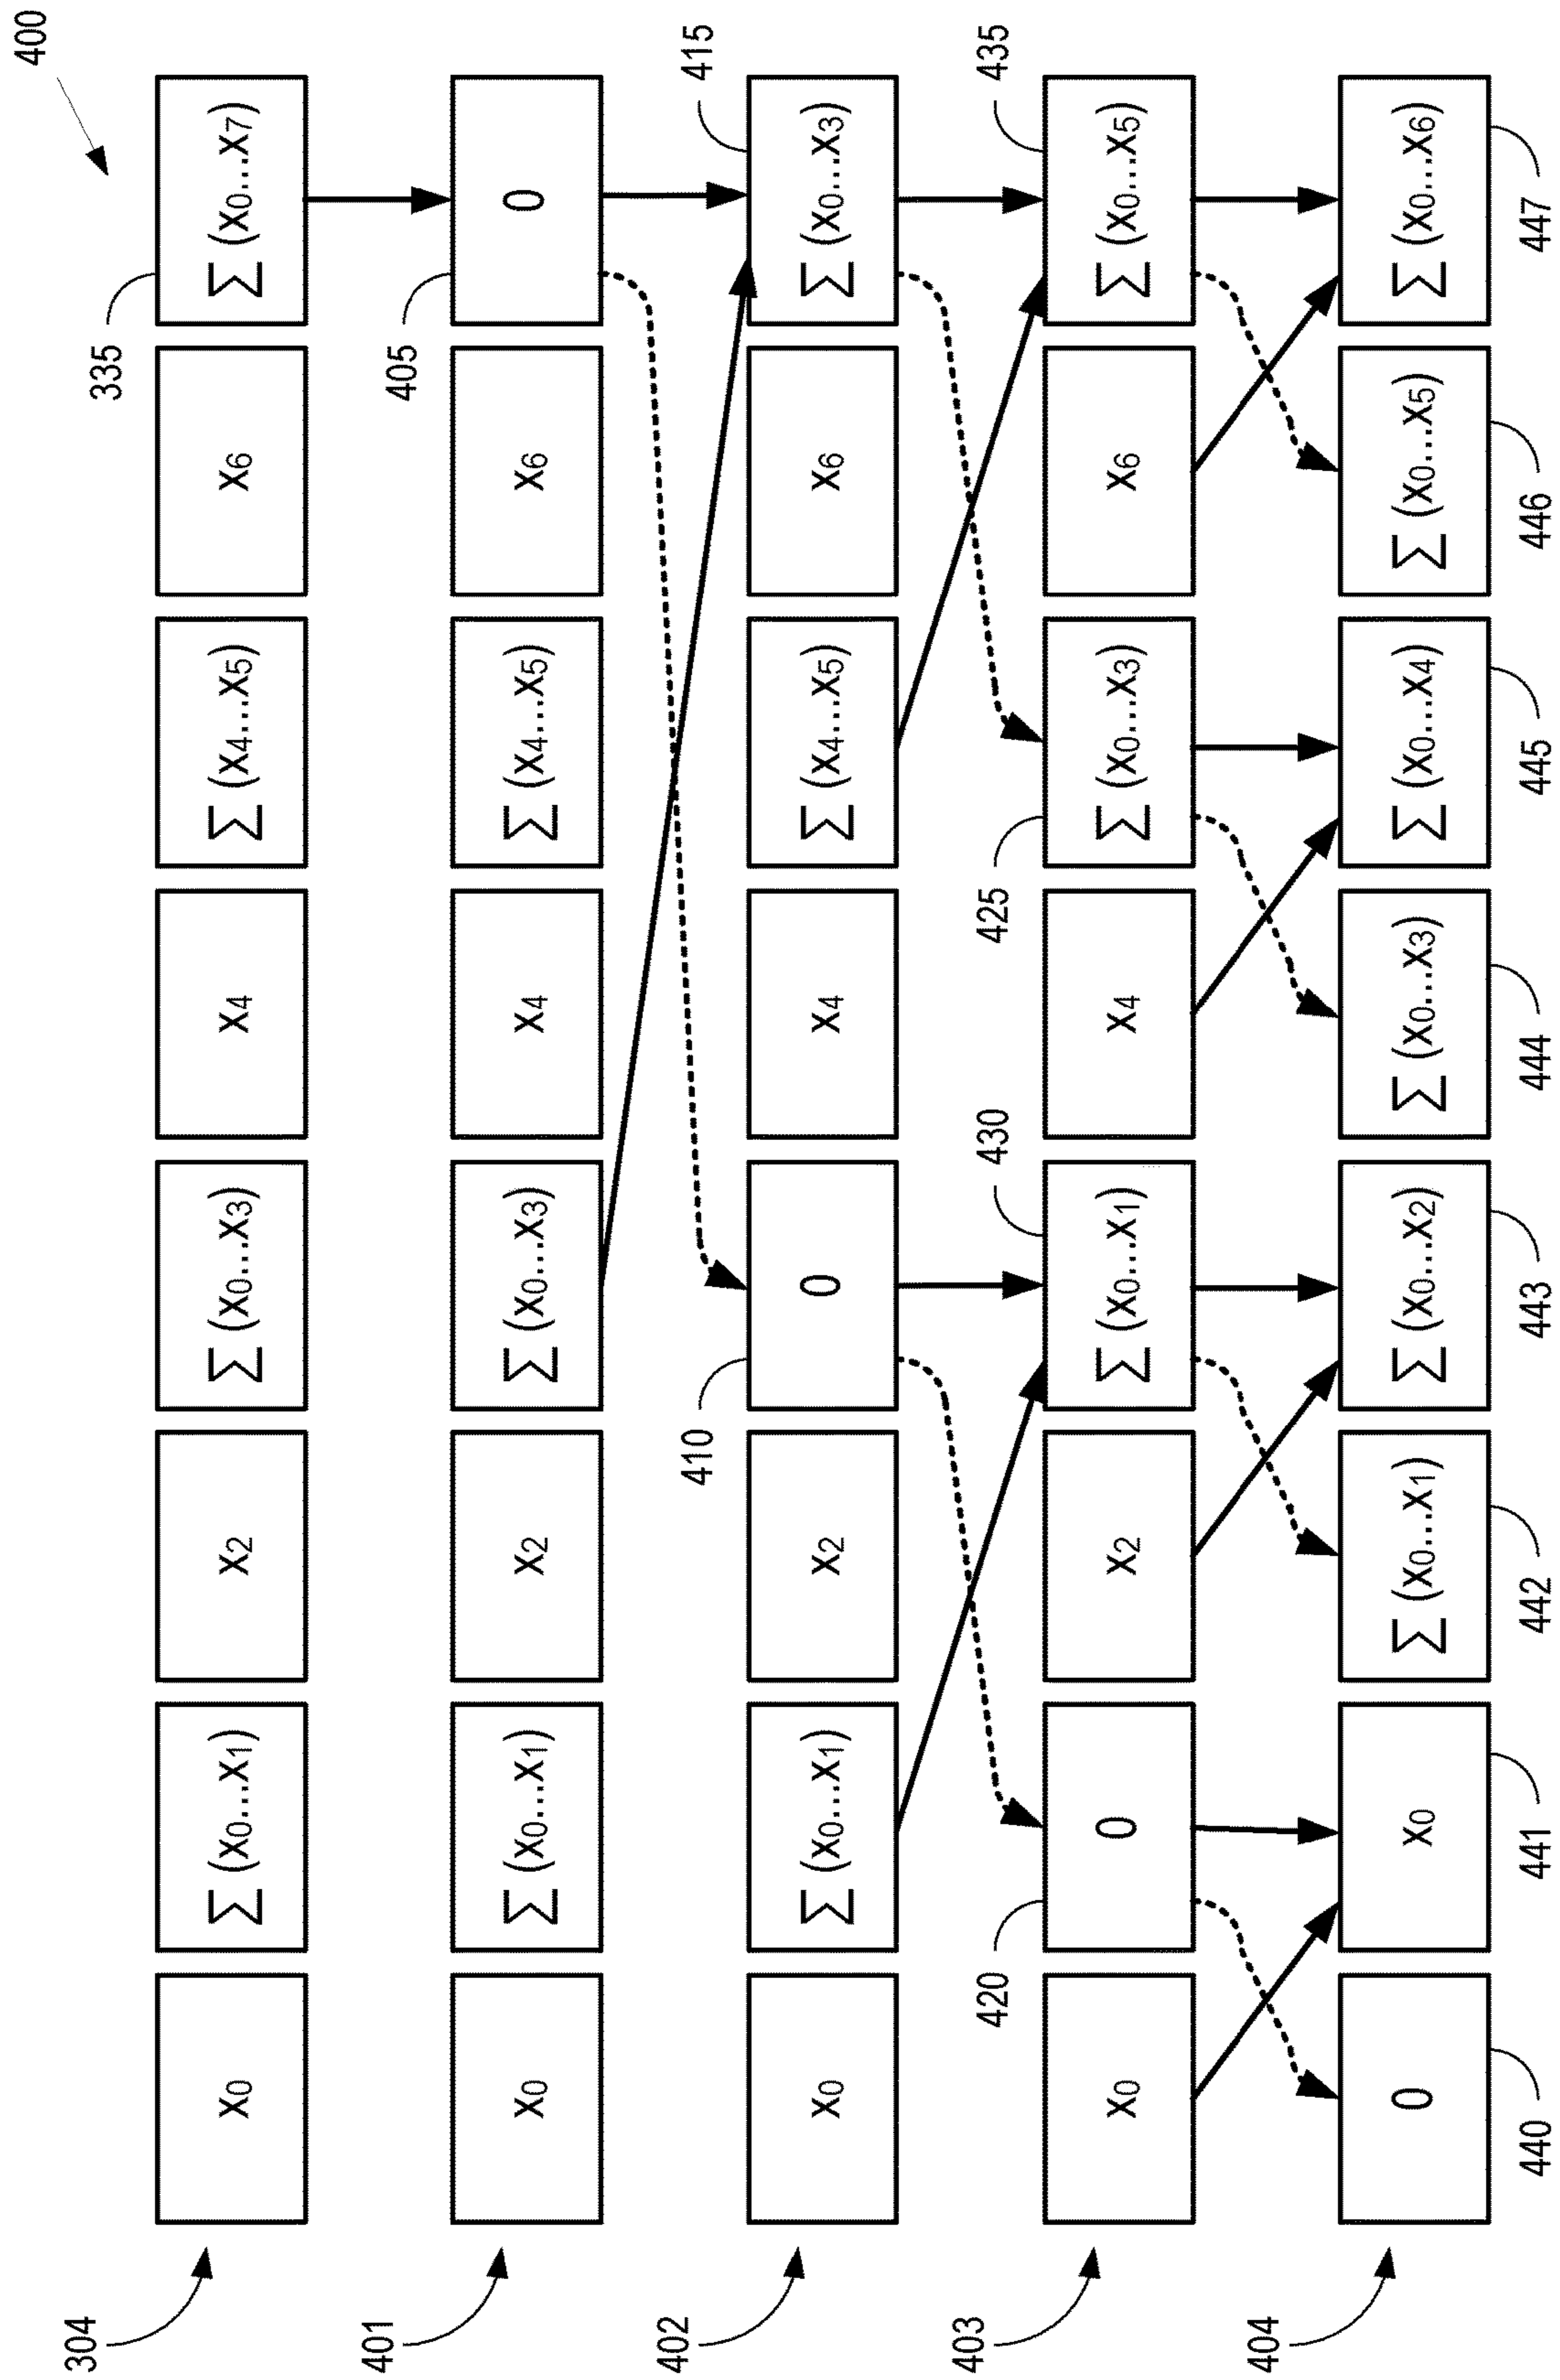 400
304 335
x0 Σ (x0...x1) x2 Σ (x0...x3) x4 Σ (x4...x5) x6 Σ (x0...x7)
401 405
x0 Σ (x0...x1) x2 Σ (x0...x3) x4 Σ (x4...x5) x6 0
402 410 415
x0 Σ (x0...x1) x2 0 x4 Σ (x4...x5) x6 Σ (x0...x3)
403 420 430 425 435
x0 0 x2 Σ (x0...x1) x4 Σ (x0...x3) x6 Σ (x0...x5)
404
0 x0 Σ (x0...x1) Σ (x0...x2) Σ (x0...x3) Σ (x0...x4) Σ (x0...x5) Σ (x0...x6)
440 441 442 443 444 445 446 447